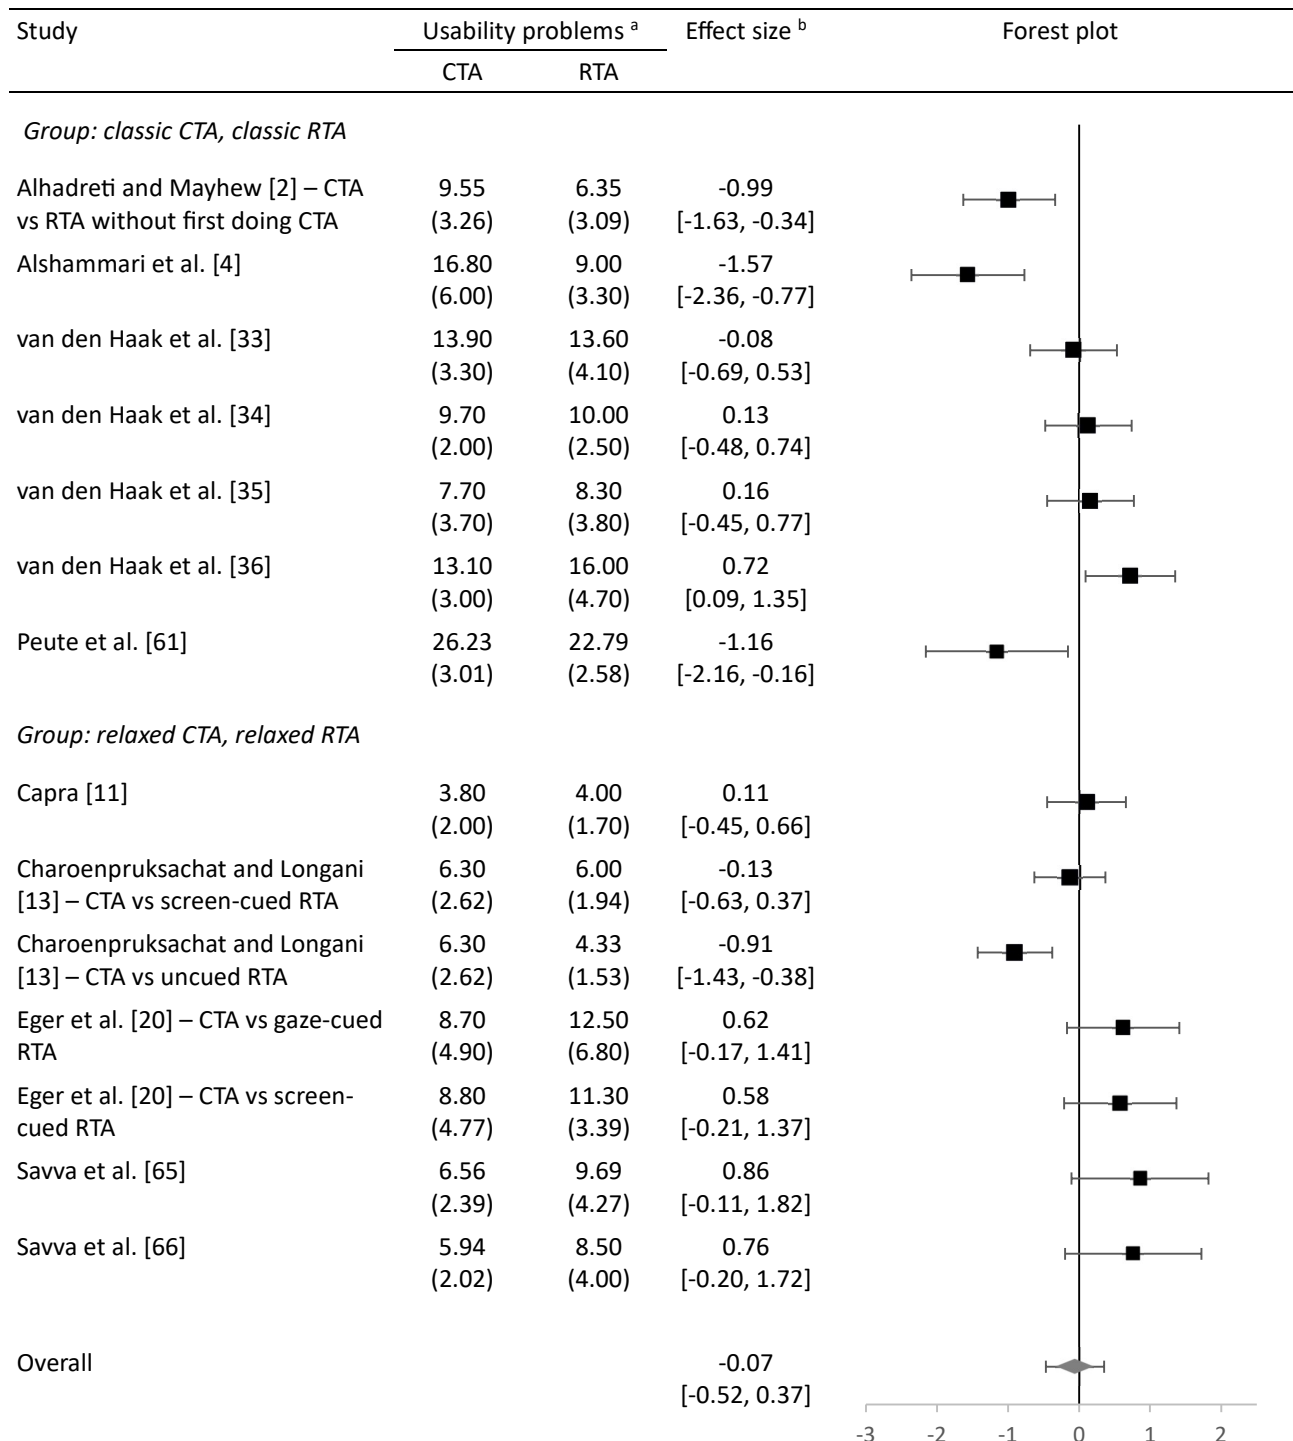 Study Usability problems a Effect size b Forest plot
CTA RTA
Group: classic CTA, classic RTA
Alhadreti and Mayhew [2] – CTA 9.55 6.35 -0.99
vs RTA without first doing CTA (3.26) (3.09) [-1.63, -0.34]
Alshammari et al. [4] 16.80 9.00 -1.57
(6.00) (3.30) [-2.36, -0.77]
van den Haak et al. [33] 13.90 13.60 -0.08
(3.30) (4.10) [-0.69, 0.53]
van den Haak et al. [34] 9.70 10.00 0.13
(2.00) (2.50) [-0.48, 0.74]
van den Haak et al. [35] 7.70 8.30 0.16
(3.70) (3.80) [-0.45, 0.77]
van den Haak et al. [36] 13.10 16.00 0.72
(3.00) (4.70) [0.09, 1.35]
Peute et al. [61] 26.23 22.79 -1.16
(3.01) (2.58) [-2.16, -0.16]
Group: relaxed CTA, relaxed RTA
Capra [11] 3.80 4.00 0.11
(2.00) (1.70) [-0.45, 0.66]
Charoenpruksachat and Longani 6.30 6.00 -0.13
[13] – CTA vs screen-cued RTA (2.62) (1.94) [-0.63, 0.37]
Charoenpruksachat and Longani 6.30 4.33 -0.91
[13] – CTA vs uncued RTA (2.62) (1.53) [-1.43, -0.38]
Eger et al. [20] – CTA vs gaze-cued 8.70 12.50 0.62
RTA (4.90) (6.80) [-0.17, 1.41]
Eger et al. [20] – CTA vs screen- 8.80 11.30 0.58
cued RTA (4.77) (3.39) [-0.21, 1.37]
Savva et al. [65] 6.56 9.69 0.86
(2.39) (4.27) [-0.11, 1.82]
Savva et al. [66] 5.94 8.50 0.76
(2.02) (4.00) [-0.20, 1.72]
Overall -0.07
[-0.52, 0.37]
-3 -2 -1 0 1 2